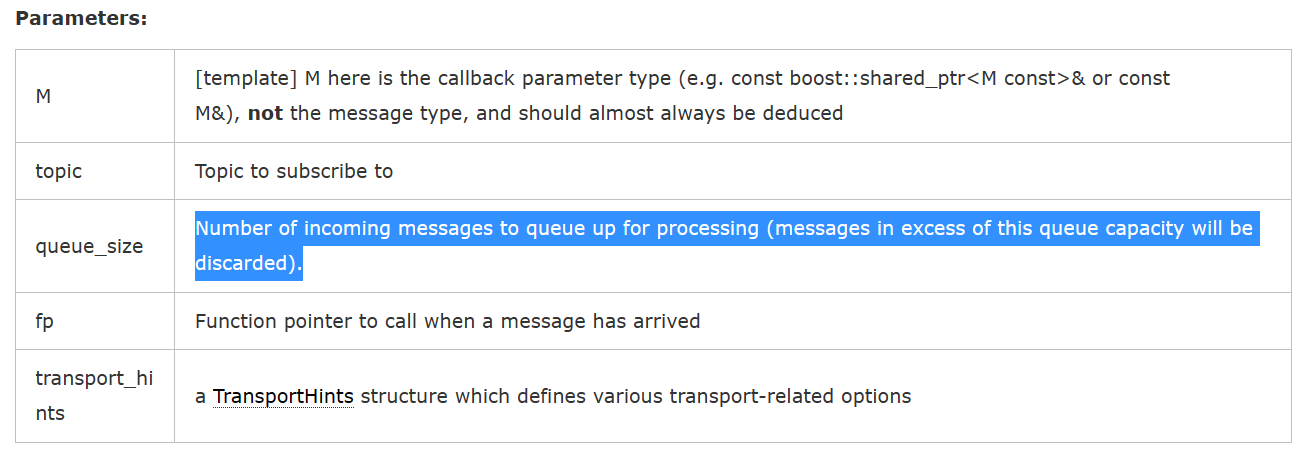 Parameters:
M
[template] M here is the callback parameter type (e.g. const boost::shared_ptr<M const>& or const
M&), not the message type, and should almost always be deduced
topic
Topic to subscribe to
queue_size
Number of incoming messages to queue up for processing (messages in excess of this queue capacity will be
discarded).
fp
Function pointer to call when a message has arrived
transport_hi
nts
a TransportHints structure which defines various transport-related options